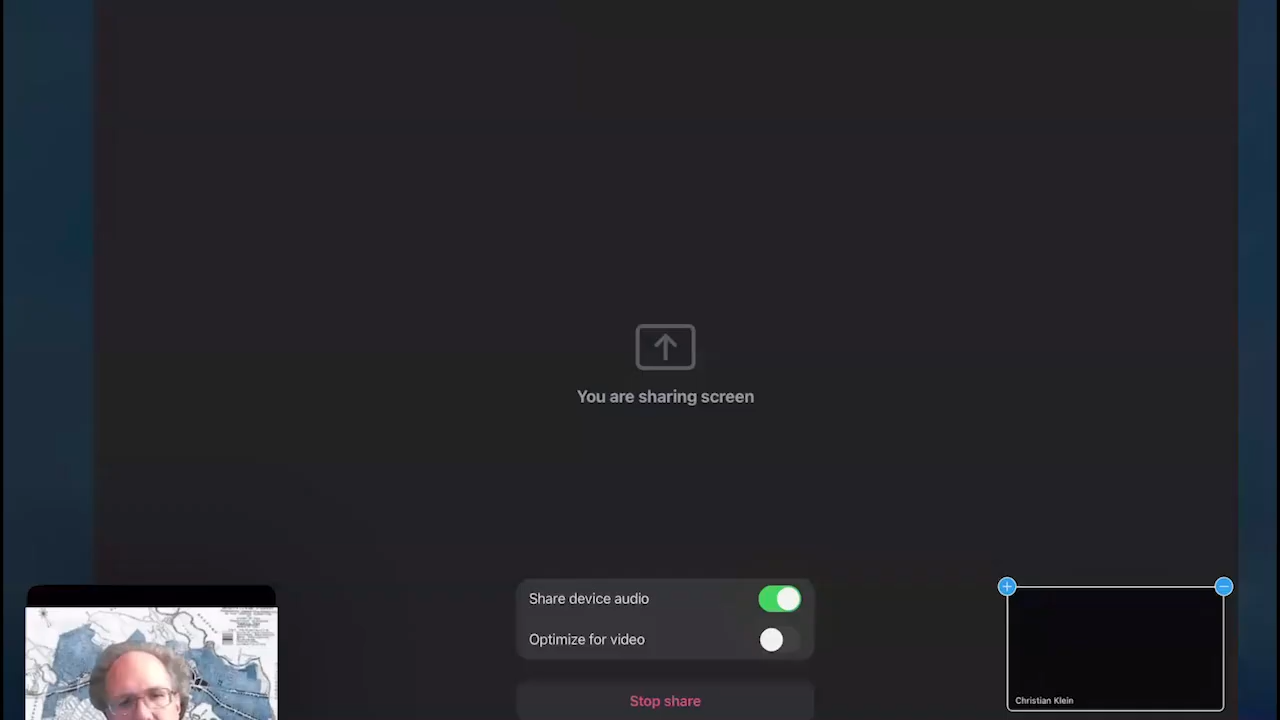 You are sharing screen
Share device audio
Optimize for video
Stop share
Christian Klein